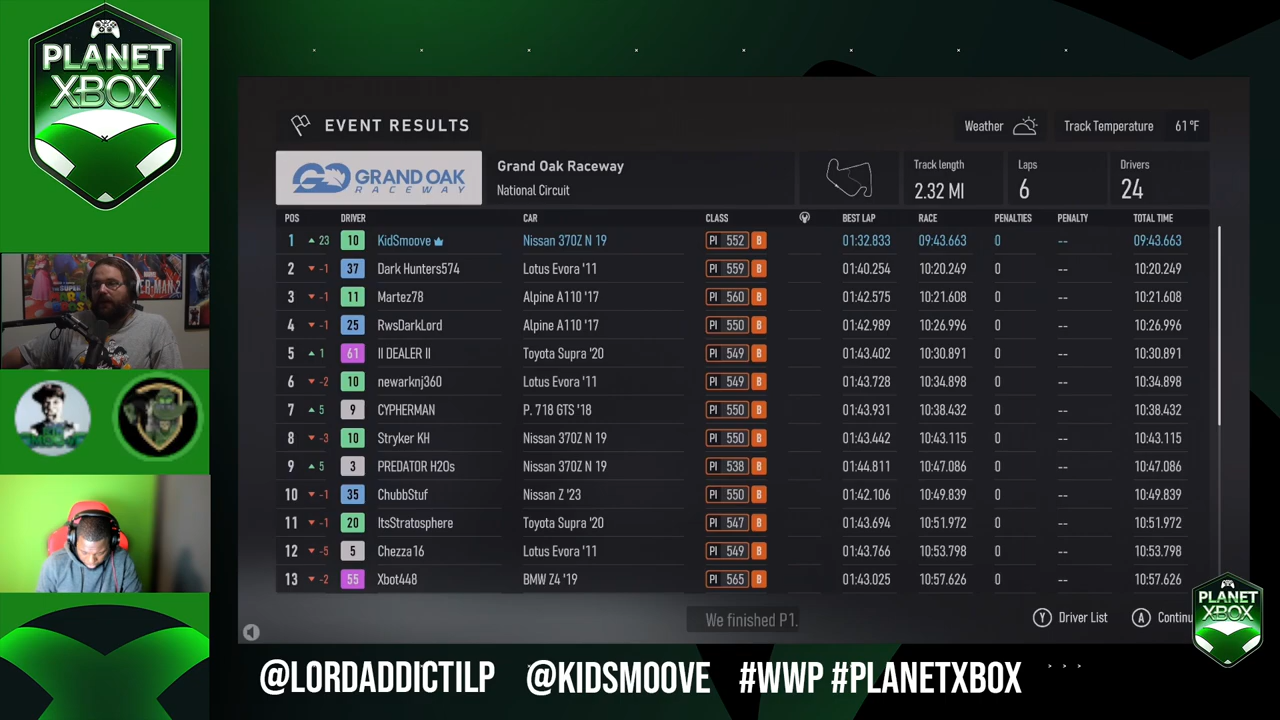 PLANET
XBOX
EVENT RESULTS
Weather
Track Temperature 61 °F
GRAND OAK
RACEWAY
Grand Oak Raceway
National Circuit
Track length
2.32 MI
Laps
6
Drivers
24
POS DRIVER CAR CLASS BEST LAP RACE PENALTIES PENALTY TOTAL TIME
1 23 10 KidSmoove Nissan 370Z N 19 PI 552 B 01:32.833 09:43.663 0 -- 09:43.663
2 -1 37 Dark Hunters574 Lotus Evora '11 PI 559 B 01:40.254 10:20.249 0 -- 10:20.249
3 -1 11 Martez78 Alpine A110 '17 PI 560 B 01:42.575 10:21.608 0 -- 10:21.608
4 -1 25 RwsDarkLord Alpine A110 '17 PI 550 B 01:42.989 10:26.996 0 -- 10:26.996
5 1 61 II DEALER II Toyota Supra '20 PI 549 B 01:43.402 10:30.891 0 -- 10:30.891
6 -2 10 newarknj360 Lotus Evora '11 PI 549 B 01:43.728 10:34.898 0 -- 10:34.898
7 5 9 CYPHERMAN P. 718 GTS '18 PI 550 B 01:43.931 10:38.432 0 -- 10:38.432
8 -3 10 Stryker KH Nissan 370Z N 19 PI 550 B 01:43.442 10:43.115 0 -- 10:43.115
9 5 3 PREDATOR H2Os Nissan 370Z N 19 PI 538 B 01:44.811 10:47.086 0 -- 10:47.086
10 -1 35 ChubbStuf Nissan Z '23 PI 550 B 01:42.106 10:49.839 0 -- 10:49.839
11 -1 20 ItsStratosphere Toyota Supra '20 PI 547 B 01:43.694 10:51.972 0 -- 10:51.972
12 -5 5 Chezza16 Lotus Evora '11 PI 549 B 01:43.766 10:53.798 0 -- 10:53.798
13 -2 55 Xbot448 BMW Z4 '19 PI 565 B 01:43.025 10:57.626 0 -- 10:57.626
We finished P1.
Y Driver List A Continu
PLANET
XBOX
@LORDADDICTILP @KIDSMOOVE #WWP #PLANETXBOX